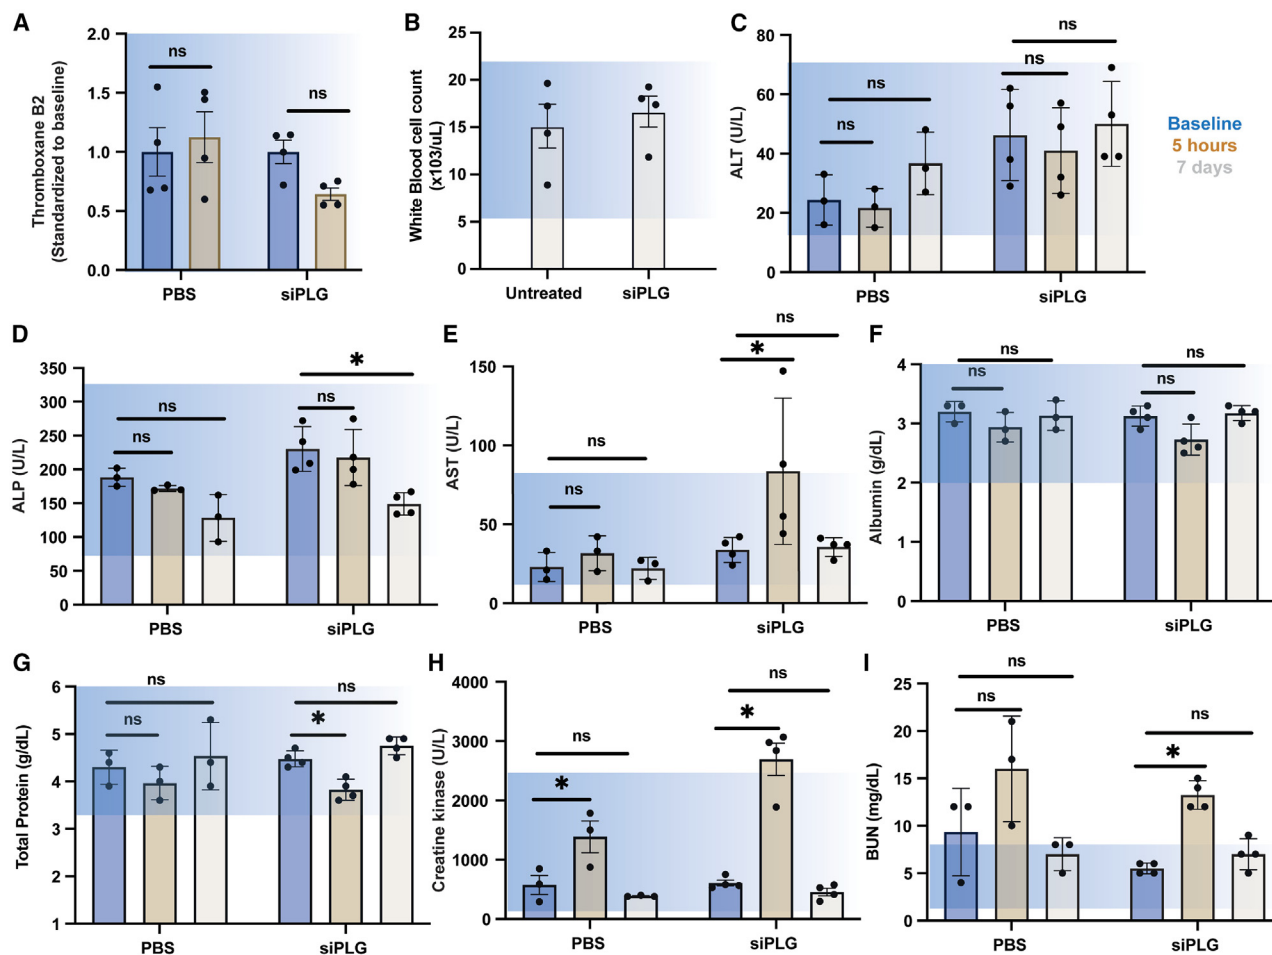 A
Thromboxane B2
(Standardized to baseline)
2.0
1.5
1.0
0.5
0.0
ns
ns
PBS
siPLG
B
White Blood cell count
(x103/uL)
25
20
15
10
5
0
Untreated
siPLG
C
ALT (U/L)
80
60
40
20
0
ns
ns
ns
ns
PBS
siPLG
Baseline
5 hours
7 days
D
ALP (U/L)
350
300
250
200
150
100
50
0
ns
ns
*
ns
PBS
siPLG
E
AST (U/L)
150
100
50
0
ns
ns
ns
*
PBS
siPLG
F
Albumin (g/dL)
4
3
2
1
0
ns
ns
ns
ns
PBS
siPLG
G
Total Protein (g/dL)
6
5
4
3
2
1
ns
ns
ns
*
PBS
siPLG
H
Creatine kinase (U/L)
4000
3000
2000
1000
0
ns
*
ns
*
PBS
siPLG
I
BUN (mg/dL)
25
20
15
10
5
0
ns
ns
ns
*
PBS
siPLG